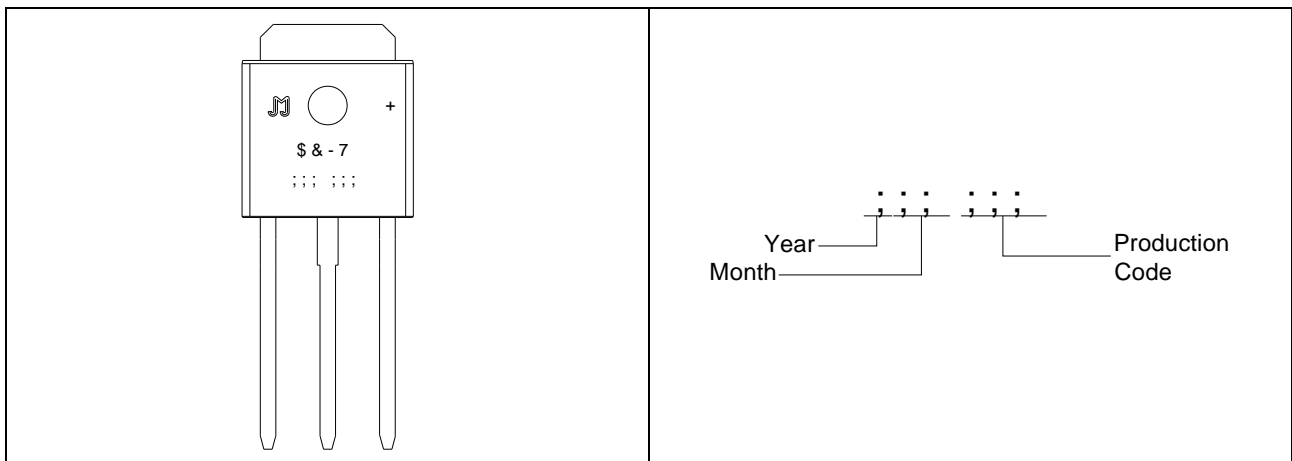 JJ +
$ & - 7
; ; ; ; ; ;
; ; ; ; ; ;
Year
Month
Production
Code